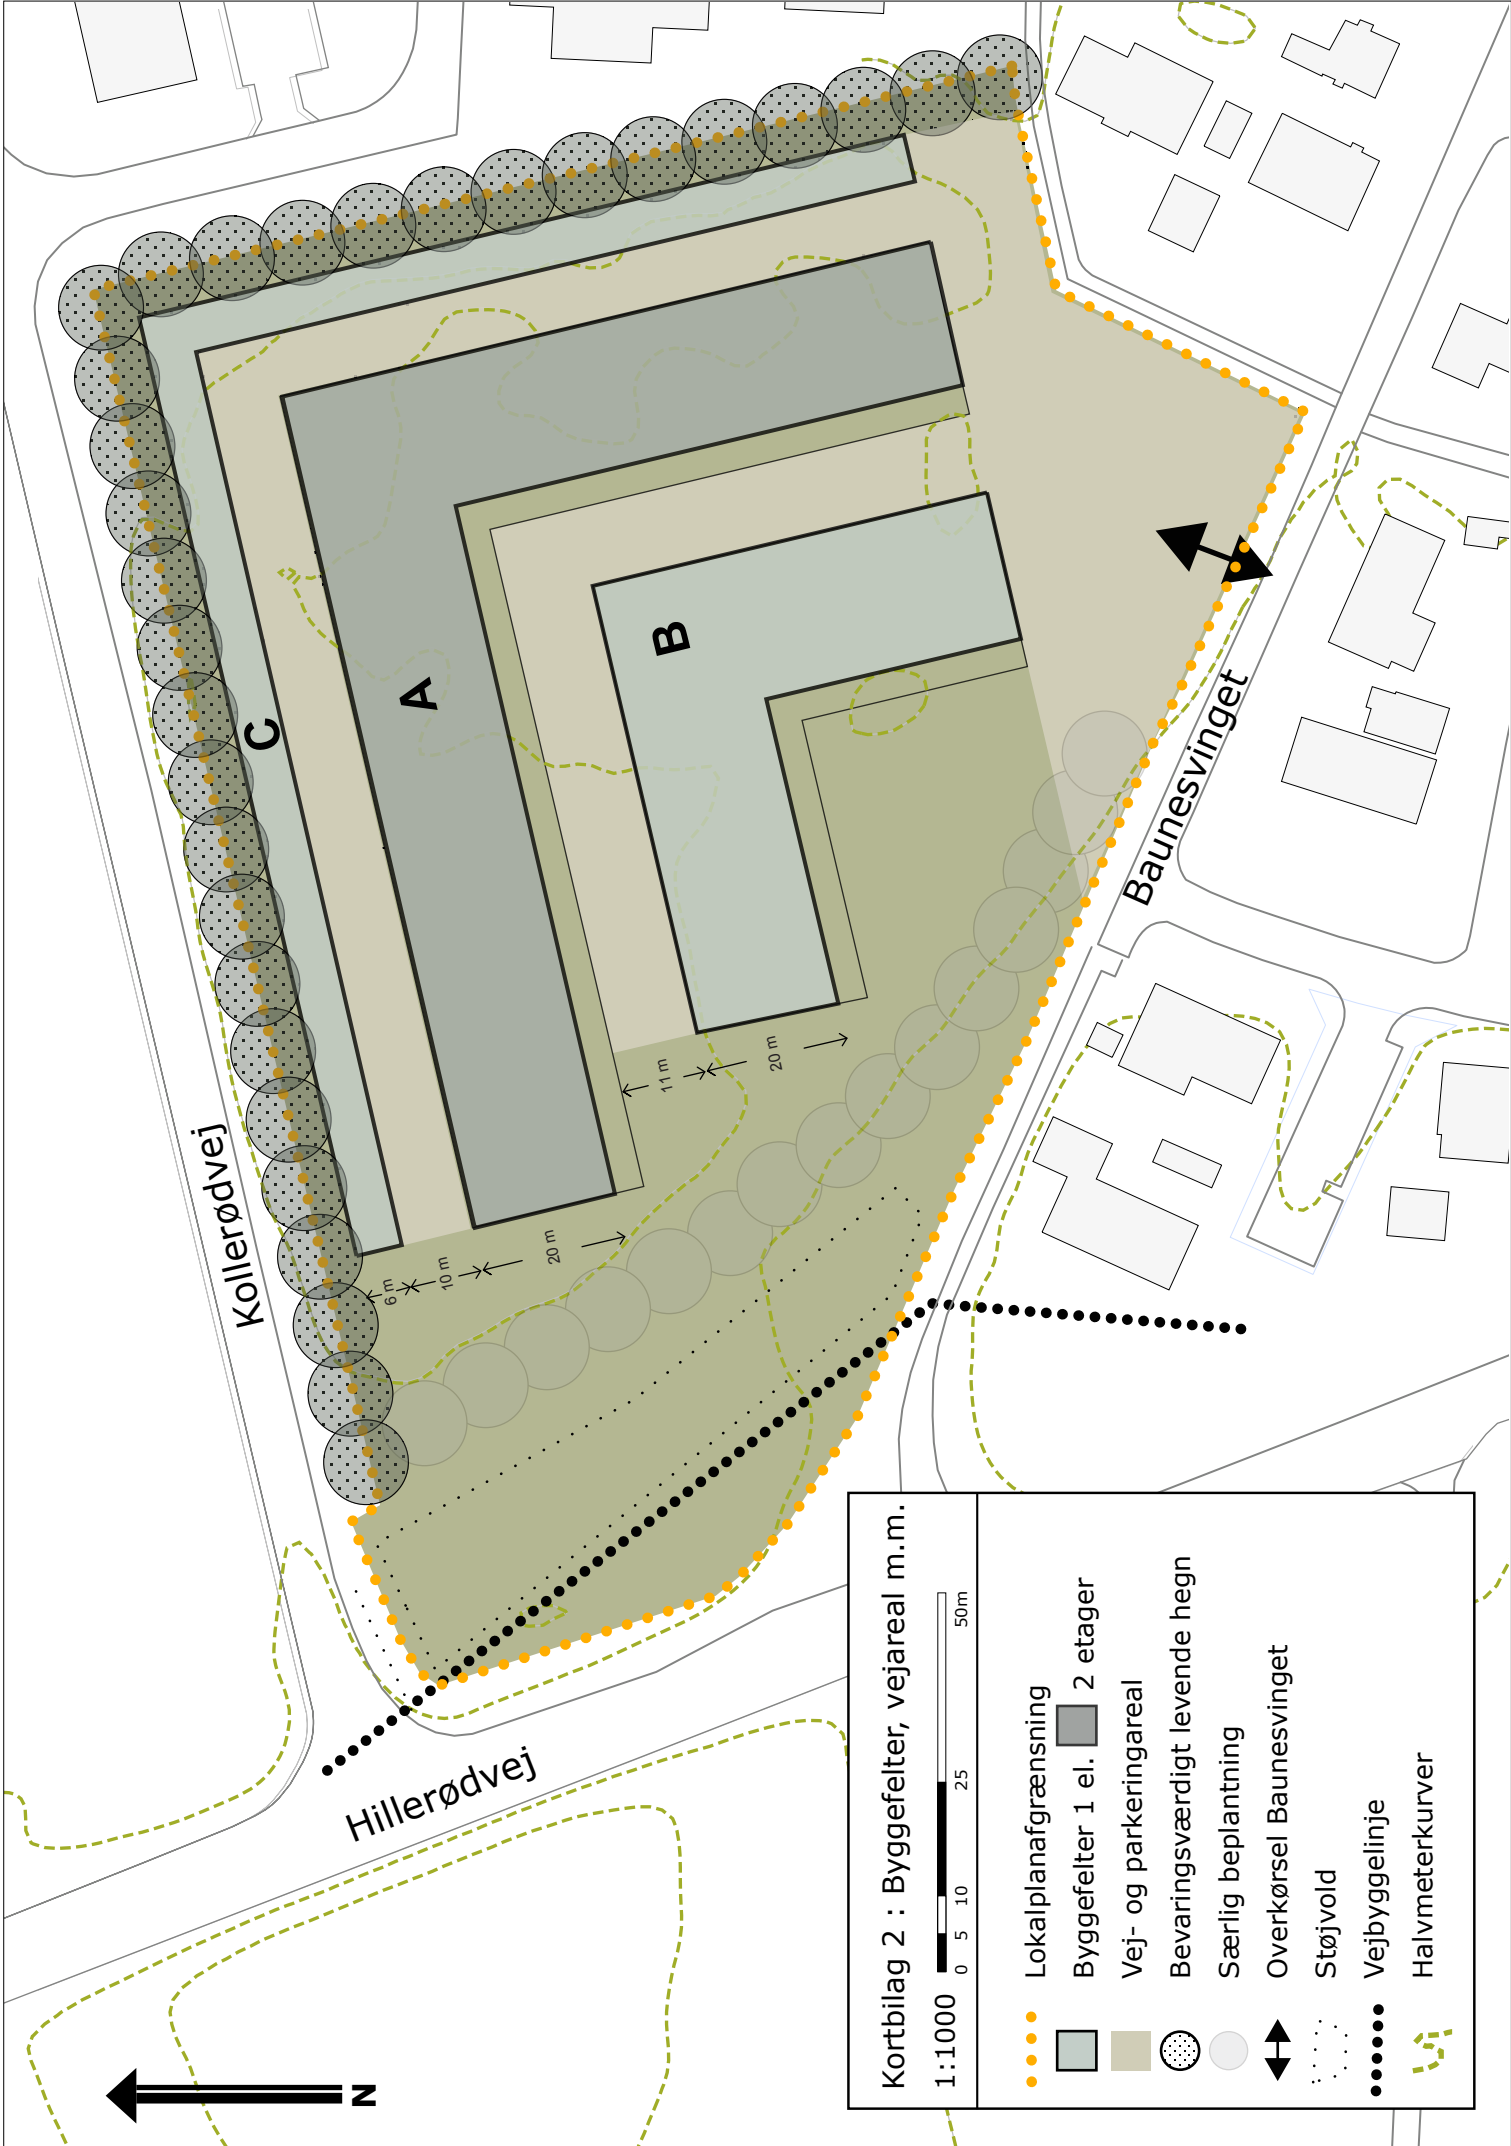 Kollerødvej
Hillerødvej
Baunesvinget
C
A
B
6 m
10 m
20 m
11 m
20 m
N
Kortbilag 2 : Byggefelter, vejareal m.m.
1:1000 0 5 10 25 50m
Lokalplanafgrænsning
Byggefelter 1 el. 2 etager
Vej- og parkeringareal
Bevaringsværdigt levende hegn
Særlig beplantning
Overkørsel Baunesvinget
Støjvold
Vejbyggelinje
Halvmeterkurver